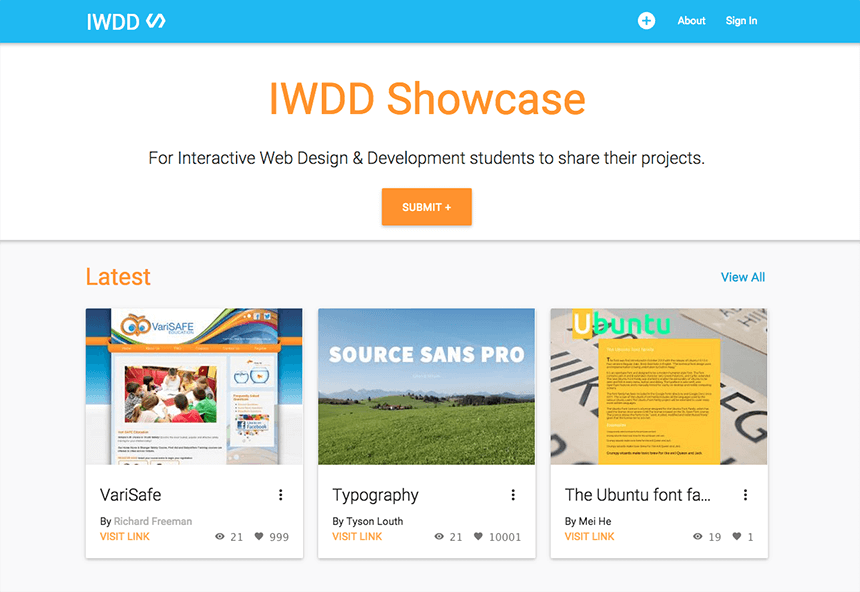 IWDD
About
Sign In
IWDD Showcase
For Interactive Web Design & Development students to share their projects.
SUBMIT +
Latest
View All
VariSAFE
EDUCATION
SOURCE SANS PRO
Ubuntu
VariSafe
By Richard Freeman
VISIT LINK
21
999
Typography
By Tyson Louth
VISIT LINK
21
10001
The Ubuntu font fa...
By Mei He
VISIT LINK
19
1